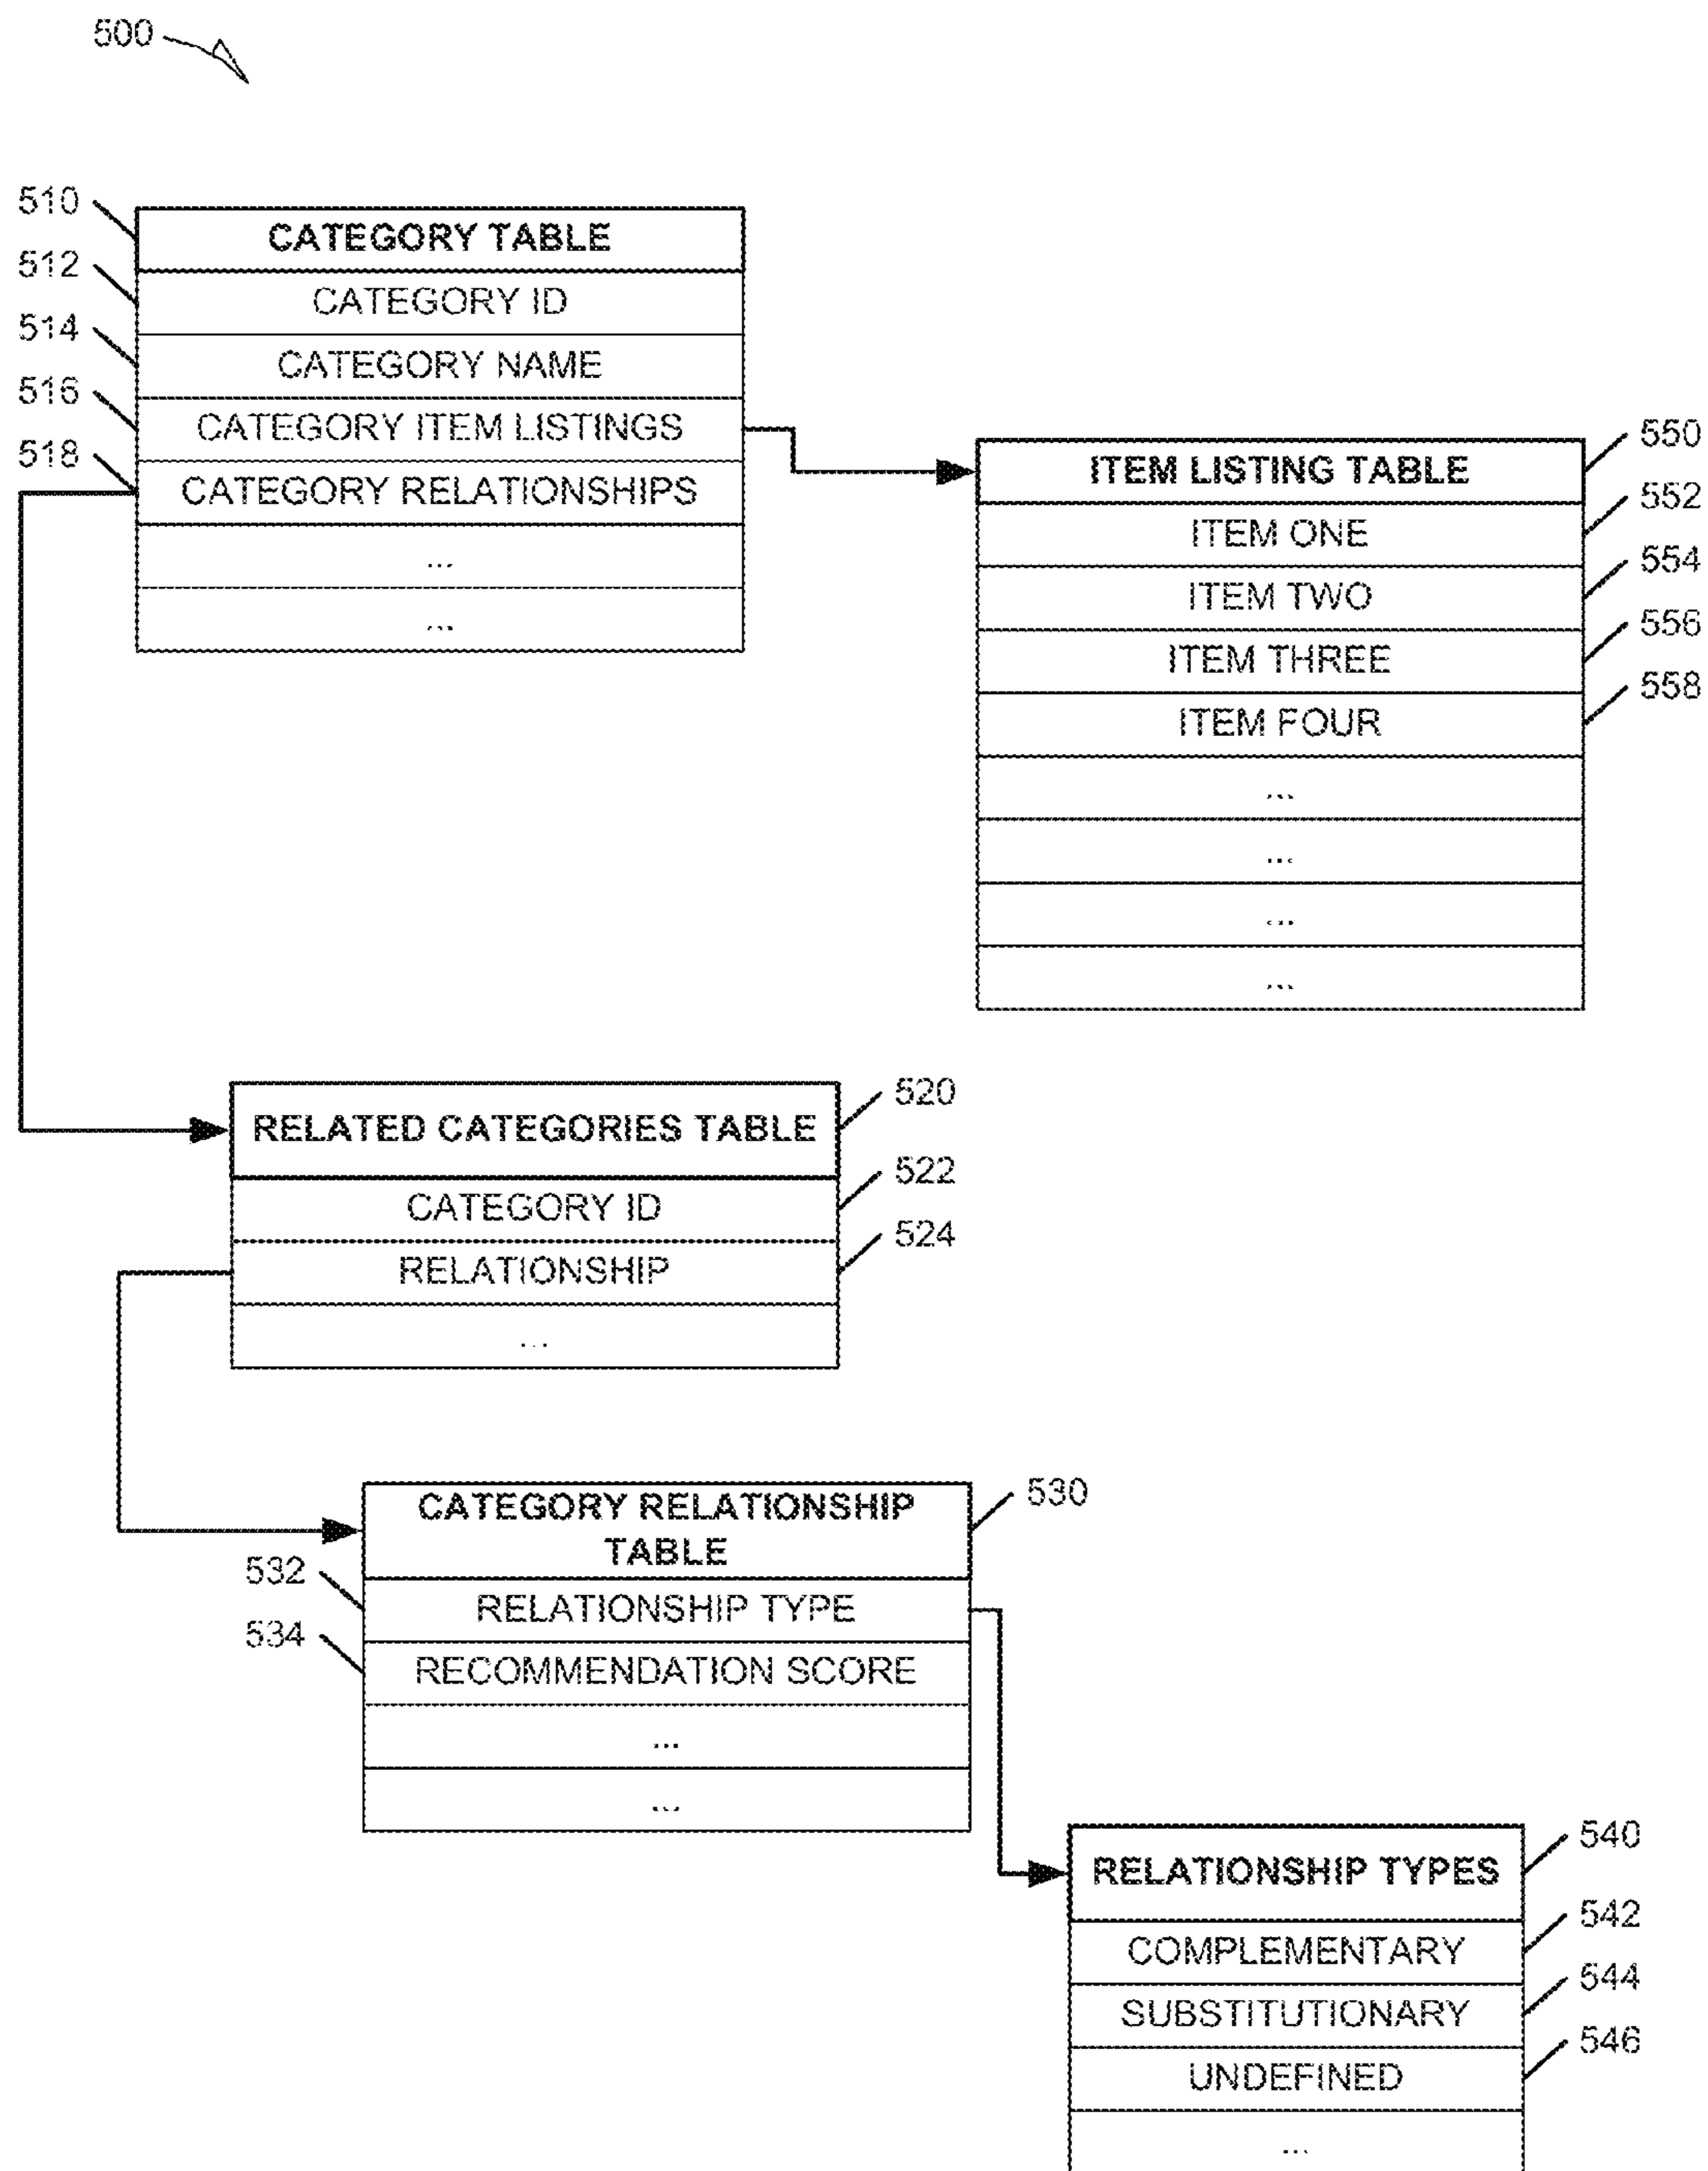 500
510
CATEGORY TABLE
512
CATEGORY ID
514
CATEGORY NAME
516
CATEGORY ITEM LISTINGS
518
CATEGORY RELATIONSHIPS
...
...
550
ITEM LISTING TABLE
552
ITEM ONE
554
ITEM TWO
556
ITEM THREE
558
ITEM FOUR
...
...
...
...
520
RELATED CATEGORIES TABLE
522
CATEGORY ID
524
RELATIONSHIP
...
530
CATEGORY RELATIONSHIP
TABLE
532
RELATIONSHIP TYPE
534
RECOMMENDATION SCORE
...
...
540
RELATIONSHIP TYPES
542
COMPLEMENTARY
544
SUBSTITUTIONARY
546
UNDEFINED
...